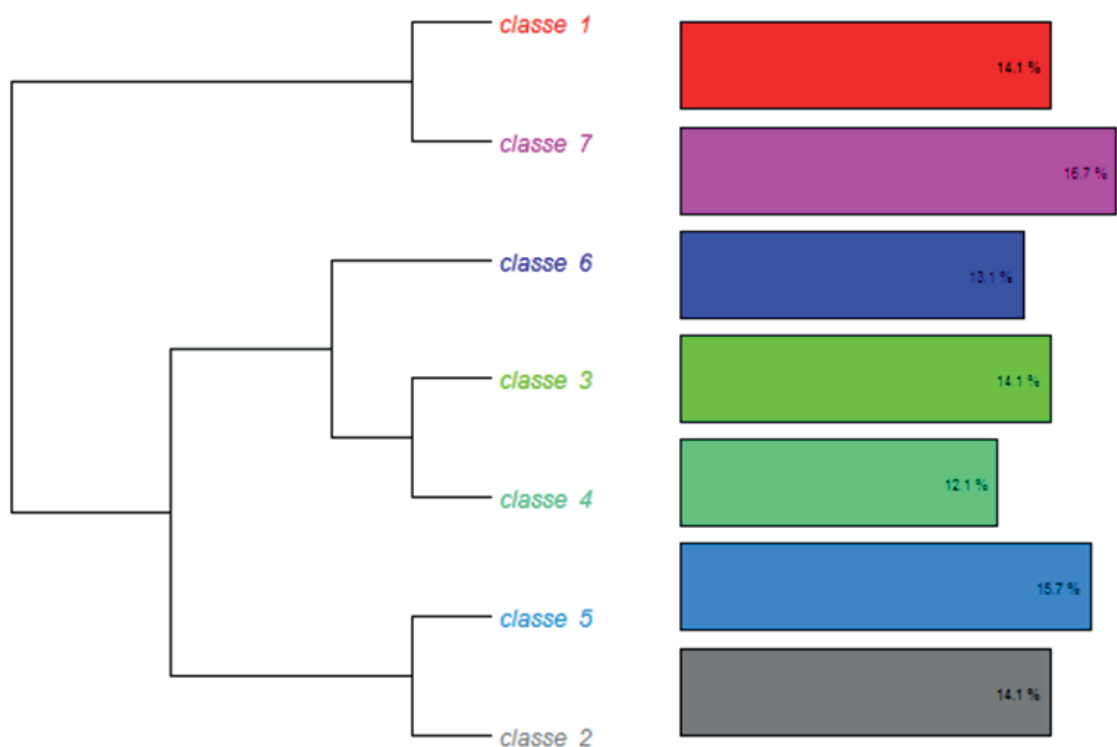 classe 1
14.1 %
classe 7
16.7 %
classe 6
13.1 %
classe 3
14.1 %
classe 4
12.1 %
classe 5
15.7 %
classe 2
14.1 %